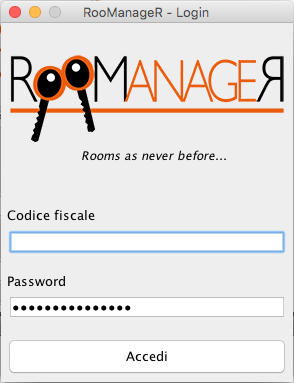 RooManageR - Login
ROOMANAGER
Rooms as never before...
Codice fiscale
Password
Accedi